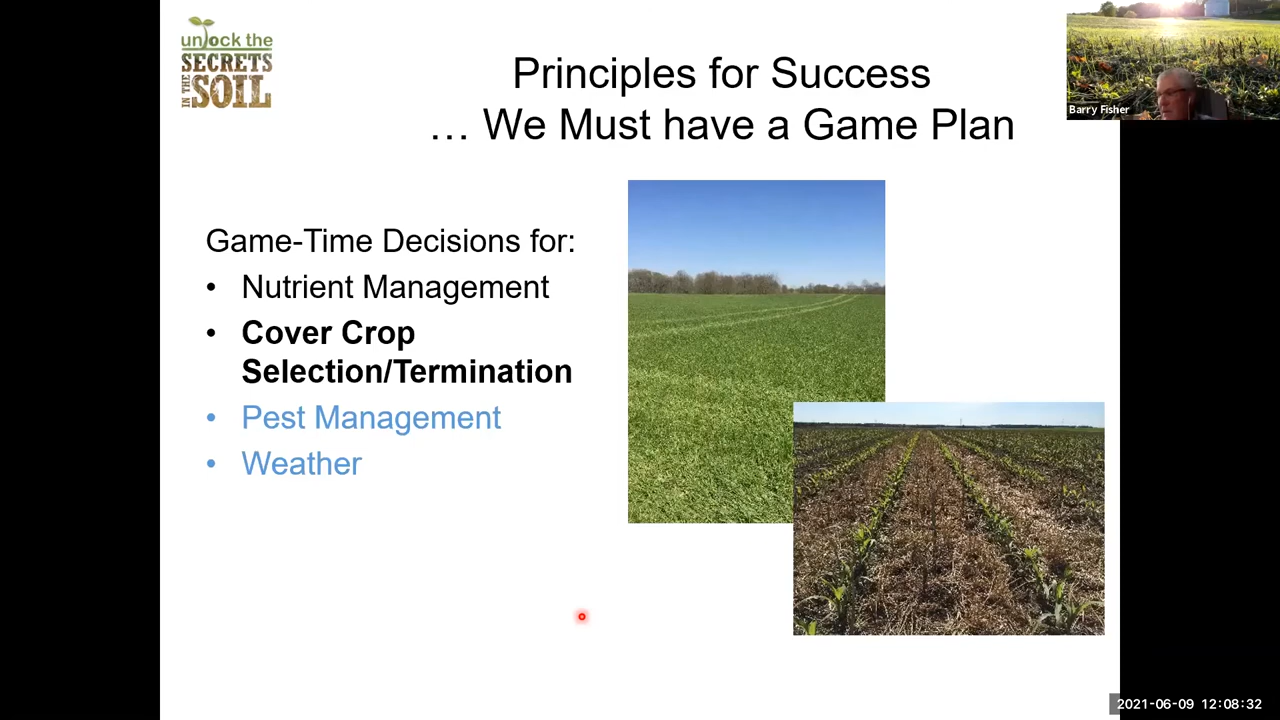 unlock the
SECRETS
IN THE
SOIL
Principles for Success
… We Must have a Game Plan
Barry Fisher
Game-Time Decisions for:
• Nutrient Management
• Cover Crop
Selection/Termination
• Pest Management
• Weather
2021-06-09 12:08:32